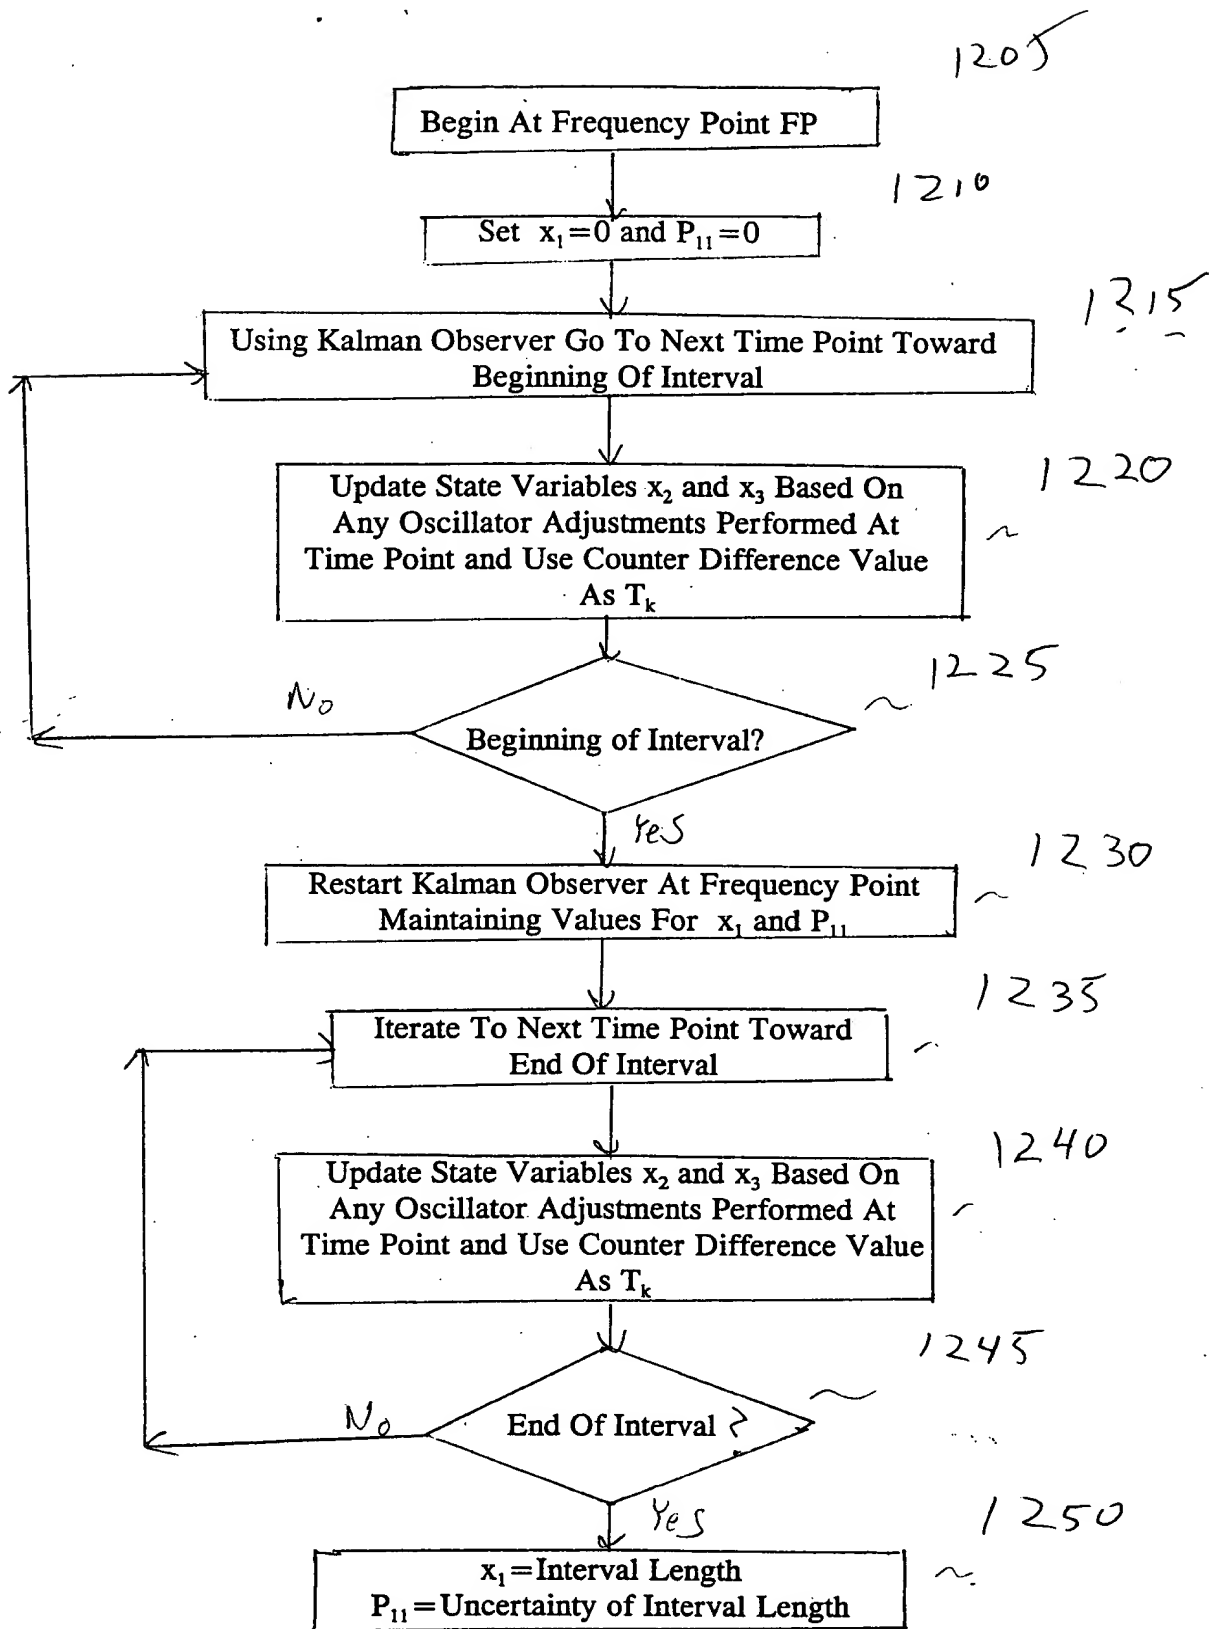 1205
Begin At Frequency Point FP
1210
Set x₁=0 and P₁₁=0
1215
Using Kalman Observer Go To Next Time Point Toward
Beginning Of Interval
1220
Update State Variables x₂ and x₃ Based On
Any Oscillator Adjustments Performed At
Time Point and Use Counter Difference Value
As Tₖ
1225
No
Beginning of Interval?
Yes
1230
Restart Kalman Observer At Frequency Point
Maintaining Values For x₁ and P₁₁
1235
Iterate To Next Time Point Toward
End Of Interval
1240
Update State Variables x₂ and x₃ Based On
Any Oscillator Adjustments Performed At
Time Point and Use Counter Difference Value
As Tₖ
1245
No
End Of Interval ?
Yes
1250
x₁=Interval Length
P₁₁=Uncertainty of Interval Length